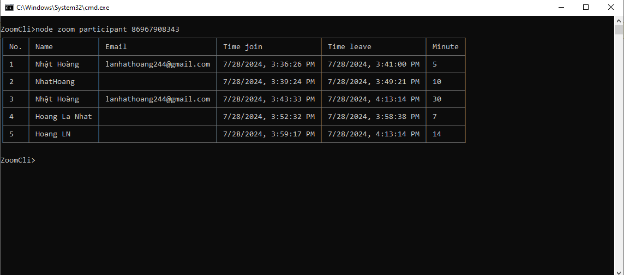 C:\Windows\System32\cmd.exe
ZoomCli>node zoom participant 86967908343
No. Name Email Time join Time leave Minute
1 Nhật Hoàng lanhathoang244@gmail.com 7/28/2024, 3:36:26 PM 7/28/2024, 3:41:00 PM 5
2 NhatHoang 7/28/2024, 3:39:24 PM 7/28/2024, 3:49:21 PM 10
3 Nhật Hoàng lanhathoang244@gmail.com 7/28/2024, 3:43:33 PM 7/28/2024, 4:13:14 PM 30
4 Hoang La Nhat 7/28/2024, 3:52:32 PM 7/28/2024, 3:58:38 PM 7
5 Hoang LN 7/28/2024, 3:59:17 PM 7/28/2024, 4:13:14 PM 14
ZoomCli>